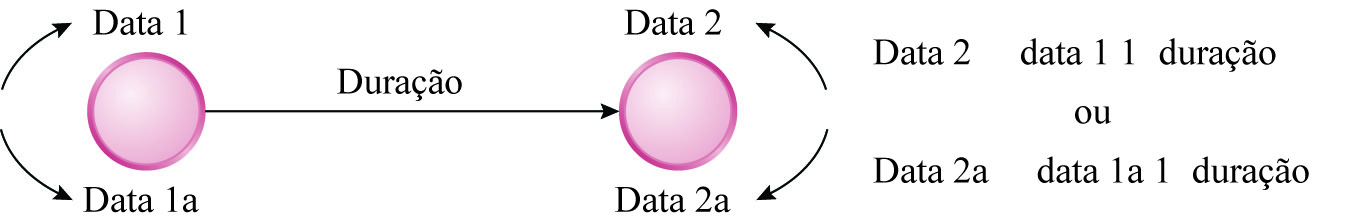 Data 1
Data 2
Duração
Data 1a
Data 2a
Data 2 data 1 1 duração
ou
Data 2a data 1a 1 duração